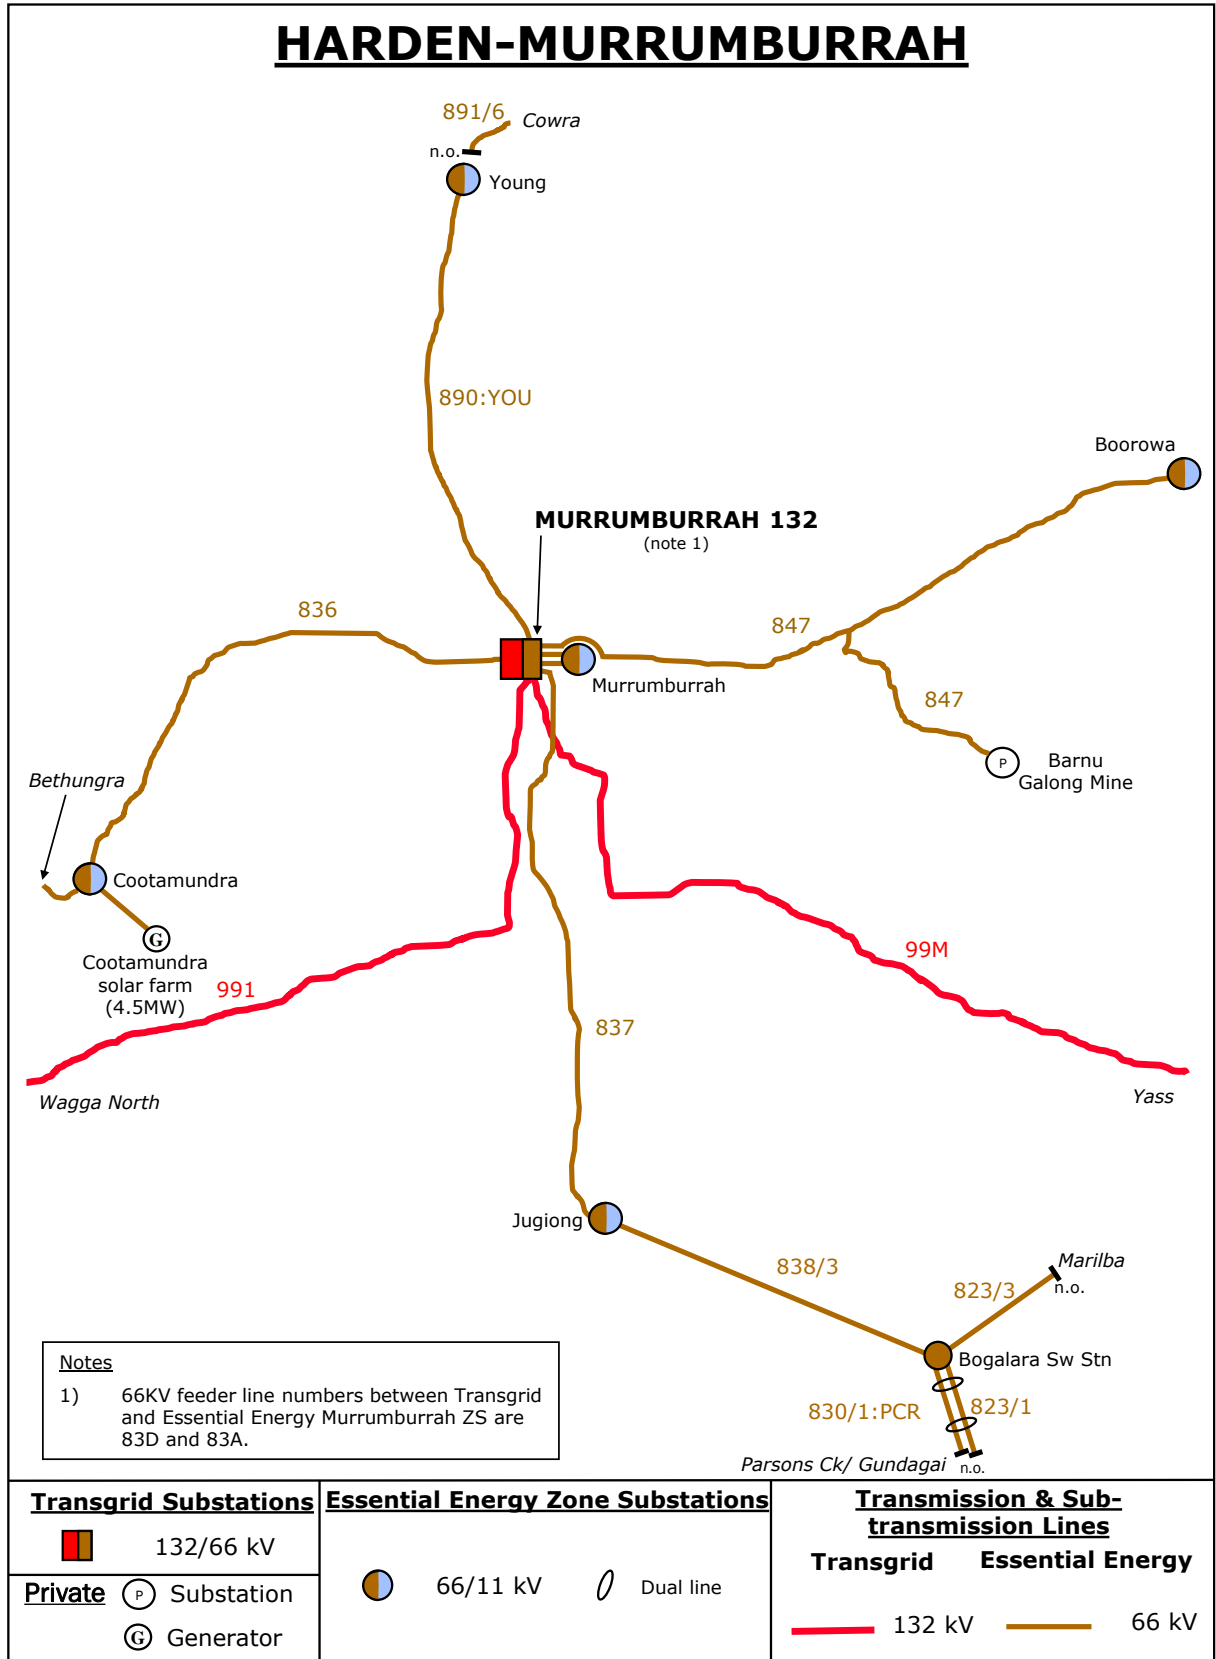 HARDEN-MURRUMBURRAH
891/6
Cowra
n.o.
Young
890:YOU
Boorowa
MURRUMBURRAH 132
(note 1)
836
847
Murrumburrah
847
Barnu
Galong Mine
Bethungra
Cootamundra
G
Cootamundra
solar farm
(4.5MW)
P
991
99M
837
Wagga North
Yass
Jugiong
838/3
Marilba
n.o.
823/3
Bogalara Sw Stn
830/1:PCR
823/1
Parsons Ck/ Gundagai
n.o.
Notes
1) 66KV feeder line numbers between Transgrid
and Essential Energy Murrumburrah ZS are
83D and 83A.
Transgrid Substations
132/66 kV
Private
P
Substation
G
Generator
Essential Energy Zone Substations
66/11 kV
Dual line
Transmission & Sub-
transmission Lines
Transgrid
Essential Energy
132 kV
66 kV